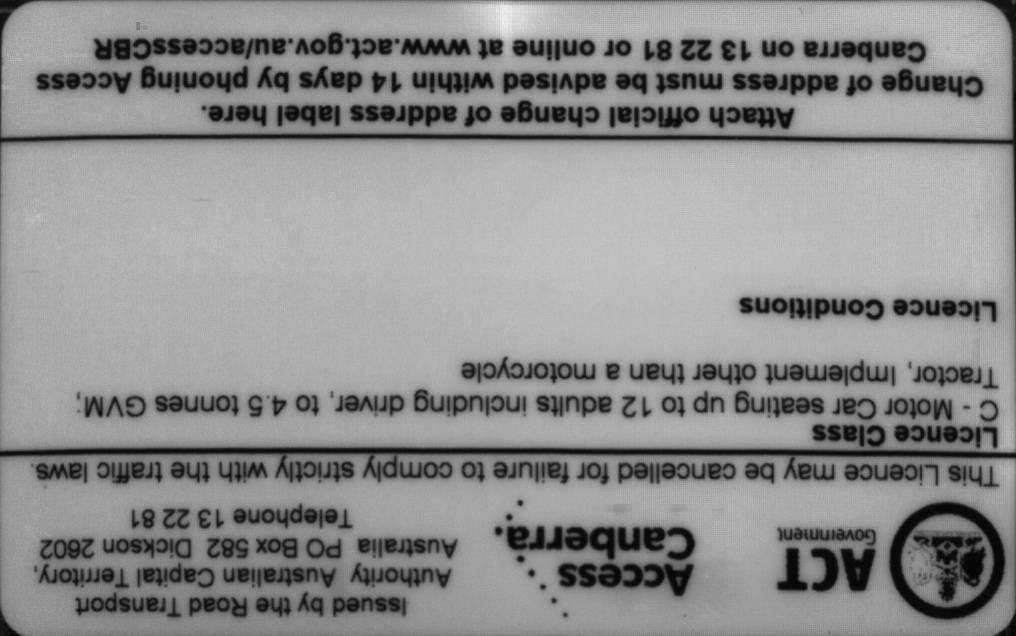 ACT
Government
Access
Canberra.
Issued by the Road Transport
Authority Australian Capital Territory,
Australia PO Box 582 Dickson 2602
Telephone 13 22 81
This Licence may be cancelled for failure to comply strictly with the traffic laws.
Licence Class
C - Motor Car seating up to 12 adults including driver, to 4.5 tonnes GVM;
Tractor, Implement other than a motorcycle
Licence Conditions
Attach official change of address label here.
Change of address must be advised within 14 days by phoning Access
Canberra on 13 22 81 or online at www.act.gov.au/accessCBR